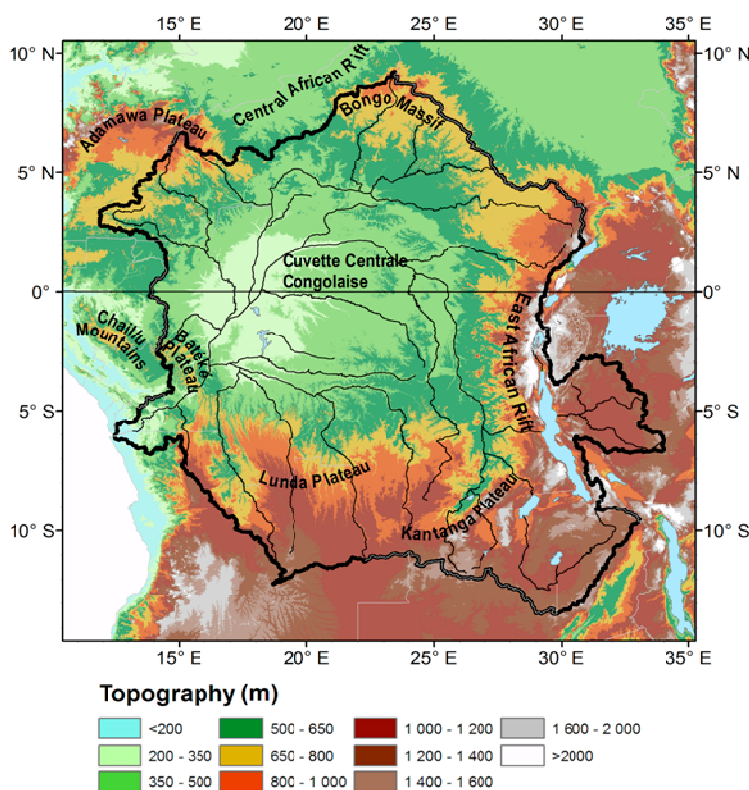 15° E 20° E 25° E 30° E 35° E
10° N 10° N
Central African Rift
Bongo Massif
Adamawa Plateau
5° N 5° N
Cuvette Centrale
Congolaise
0° 0°
East African Rift
Chaillu
Mountains
Bateke
Plateau
5° S 5° S
Lunda Plateau
Kantanga Plateau
10° S 10° S
15° E 20° E 25° E 30° E 35° E
Topography (m)
<200 500 - 650 1 000 - 1 200 1 600 - 2 000
200 - 350 650 - 800 1 200 - 1 400 >2000
350 - 500 800 - 1 000 1 400 - 1 600